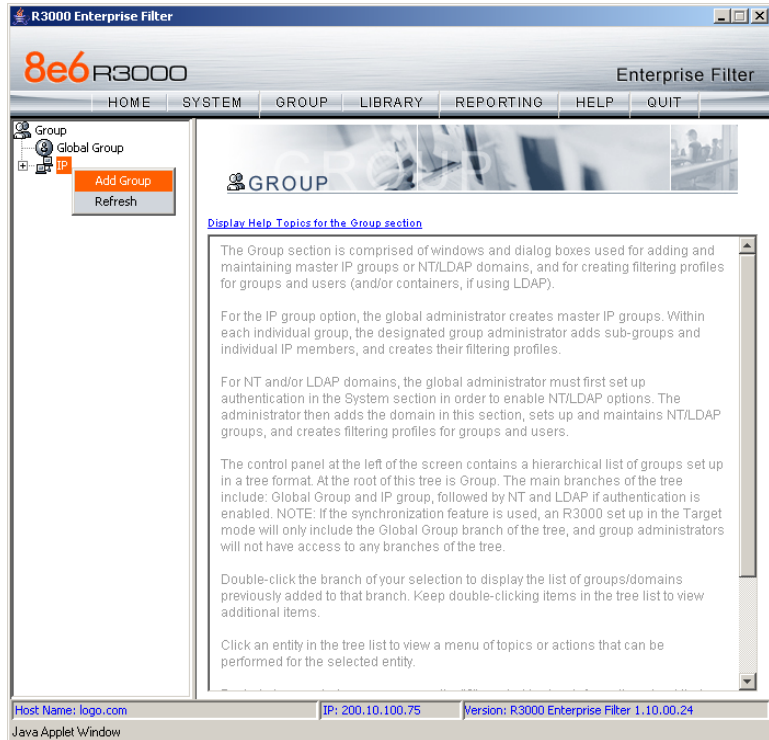 R3000 Enterprise Filter
8e6 R3000
Enterprise Filter
HOME SYSTEM GROUP LIBRARY REPORTING HELP QUIT
Group
Global Group
IP
Add Group
Refresh
GROUP
GROUP
Display Help Topics for the Group section
The Group section is comprised of windows and dialog boxes used for adding and
maintaining master IP groups or NT/LDAP domains, and for creating filtering profiles
for groups and users (and/or containers, if using LDAP).
For the IP group option, the global administrator creates master IP groups. Within
each individual group, the designated group administrator adds sub-groups and
individual IP members, and creates their filtering profiles.
For NT and/or LDAP domains, the global administrator must first set up
authentication in the System section in order to enable NT/LDAP options. The
administrator then adds the domain in this section, sets up and maintains NT/LDAP
groups, and creates filtering profiles for groups and users.
The control panel at the left of the screen contains a hierarchical list of groups set up
in a tree format. At the root of this tree is Group. The main branches of the tree
include: Global Group and IP group, followed by NT and LDAP if authentication is
enabled. NOTE: If the synchronization feature is used, an R3000 set up in the Target
mode will only include the Global Group branch of the tree, and group administrators
will not have access to any branches of the tree.
Double-click the branch of your selection to display the list of groups/domains
previously added to that branch. Keep double-clicking items in the tree list to view
additional items.
Click an entity in the tree list to view a menu of topics or actions that can be
performed for the selected entity.
Host Name: logo.com IP: 200.10.100.75 Version: R3000 Enterprise Filter 1.10.00.24
Java Applet Window